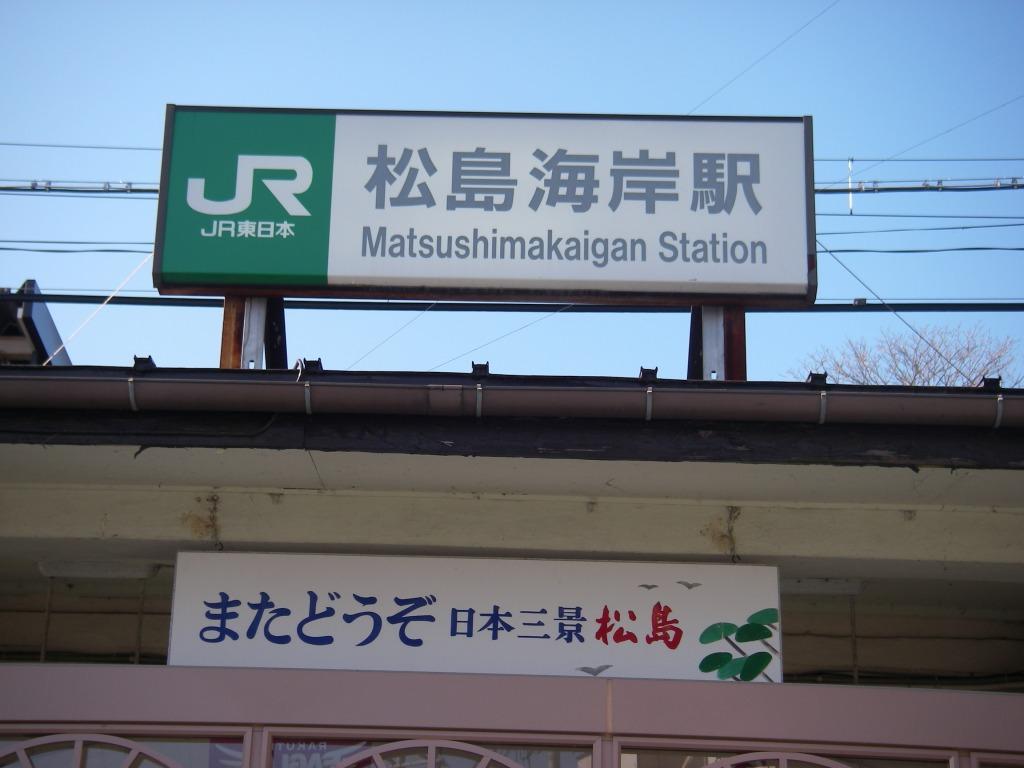 JR
JR東日本
松島海岸駅
Matsushimakaigan Station
またどうぞ 日本三景 松島